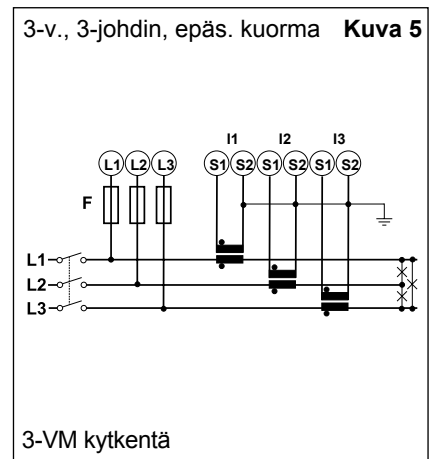 3-v., 3-johdin, epäs. kuorma Kuva 5
I1 I2 I3
L1 L2 L3 S1 S2 S1 S2 S1 S2
F
L1
L2
L3
3-VM kytkentä